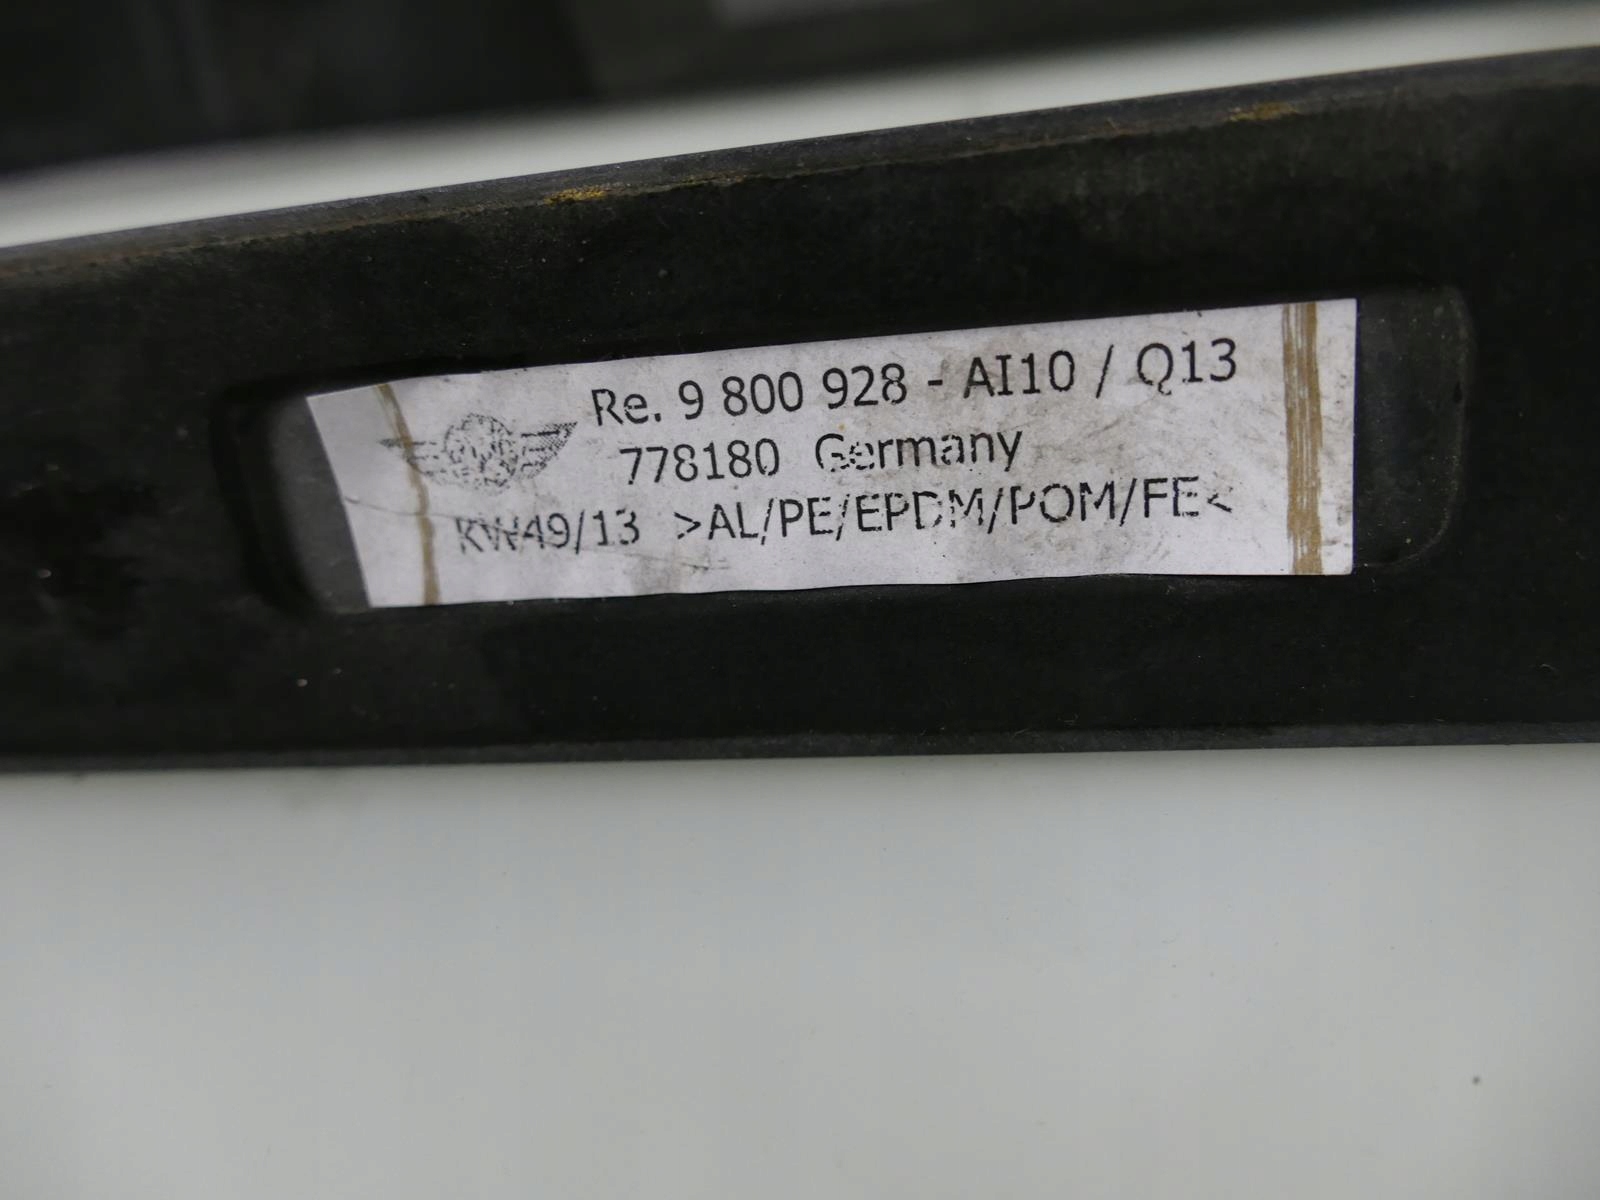 Re. 9 800 928 - AI10 / Q13
778180 Germany
KW49/13 >AL/PE/EPDM/POM/FE<